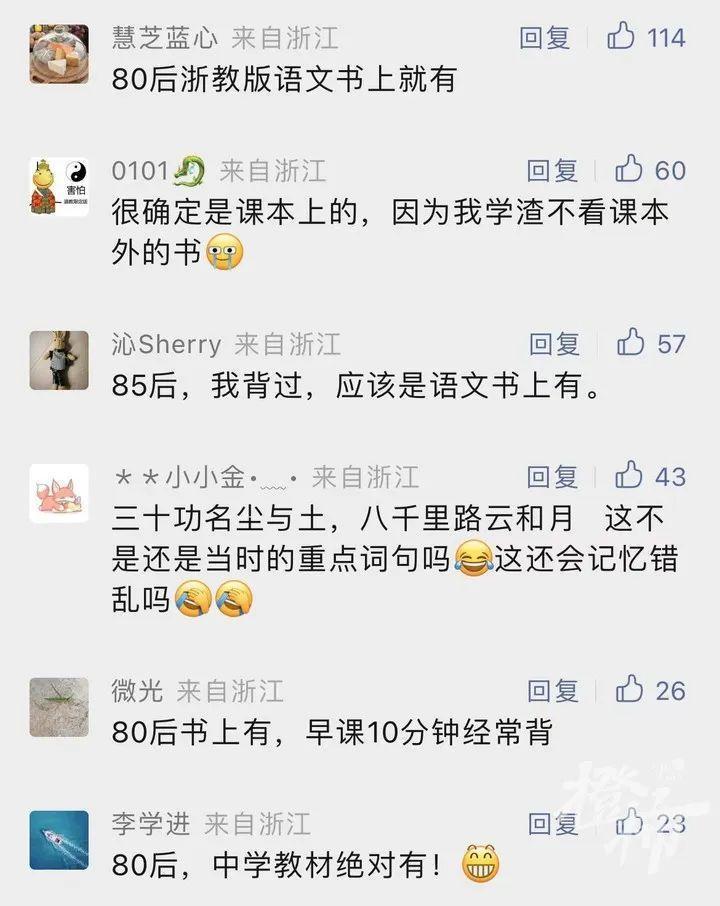 慧芝蓝心 来自浙江 回复 114
80后浙教版语文书上就有
0101🐉 来自浙江 回复 60
害怕
很确定是课本上的，因为我学渣不看课本
外的书😭
沁Sherry 来自浙江 回复 57
85后，我背过，应该是语文书上有。
＊＊小小金•﹏• 来自浙江 回复 43
三十功名尘与土，八千里路云和月 这不
是还是当时的重点词句吗😂这还会记忆错
乱吗🤦🤦
微光 来自浙江 回复 26
80后书上有，早课10分钟经常背
李学进 来自浙江 回复 23
80后，中学教材绝对有！😁
橙柿